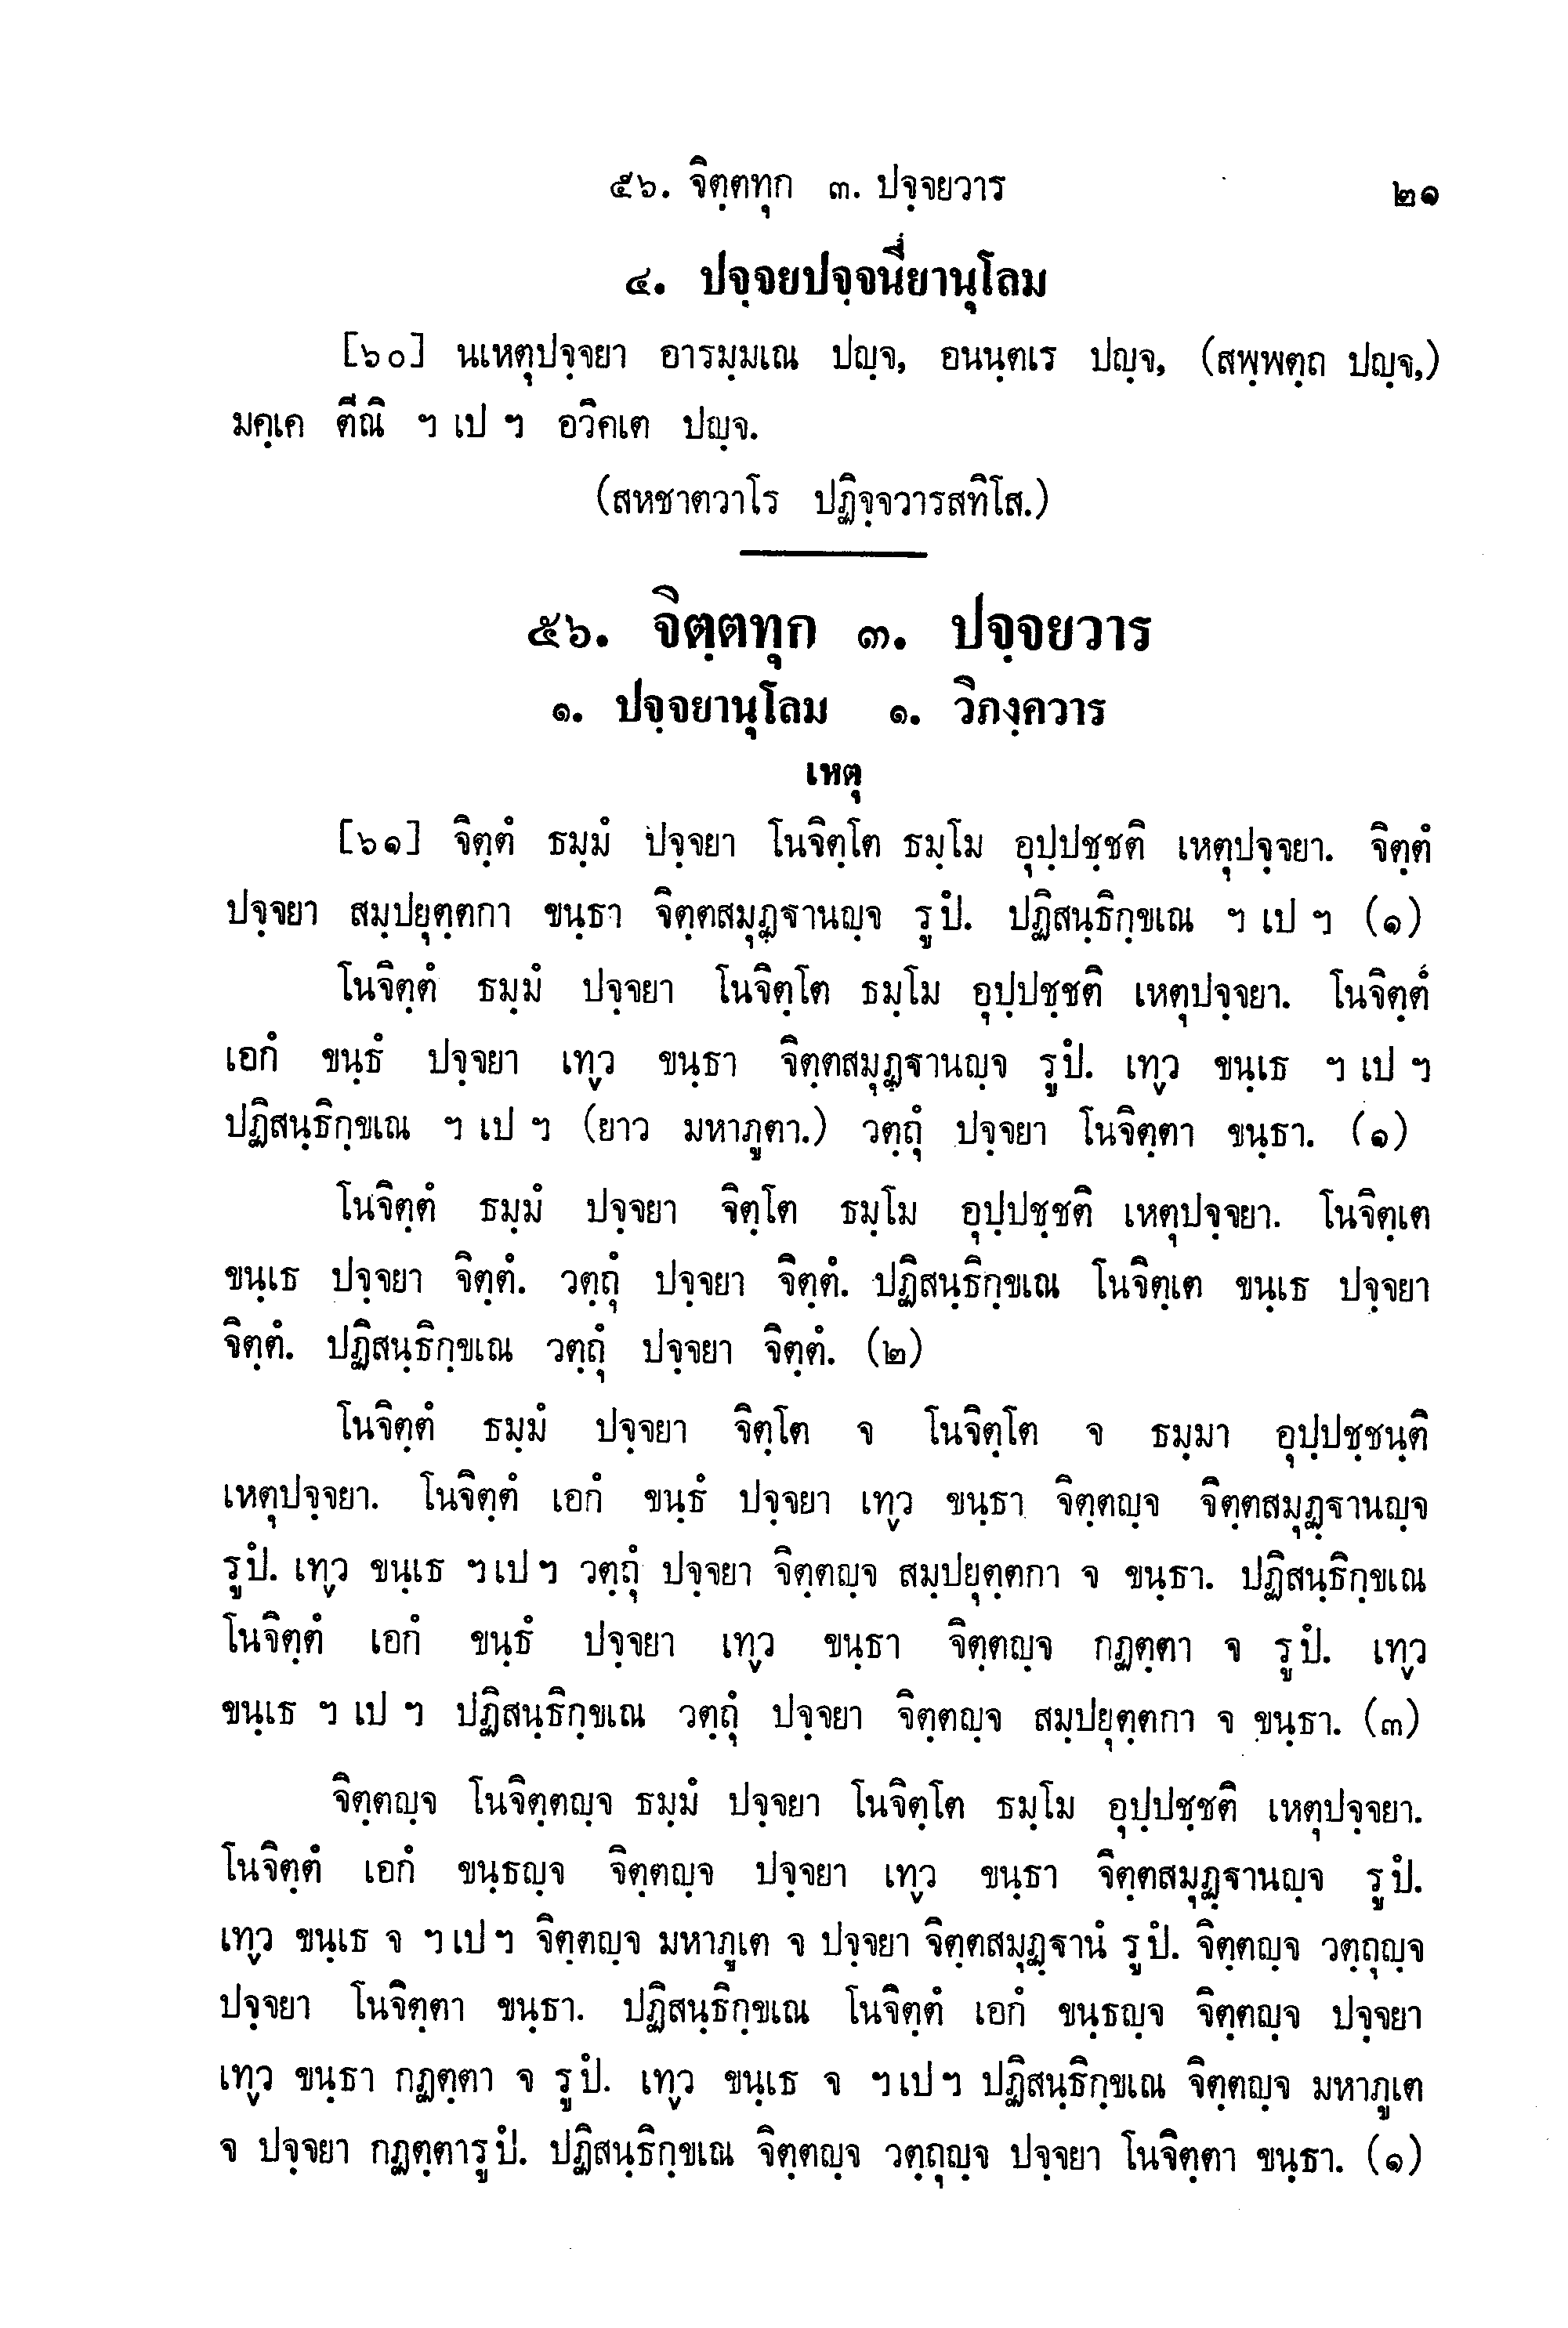 ๕๖. จิตฺตทุก ๓. ปจฺจยวาร ๒๑
๔. ปจฺจยปจฺจนียานุโลม
[๖๐] นเหตุปจฺจยา อารมฺมเณ ปญฺจ, อนนฺตเร ปญฺจ, (สพฺพตฺถ ปญฺจ,)
มคฺเค ตีณิ ฯ เป ฯ อวิคเต ปญฺจ.
(สหชาตวาโร ปฏิจฺจวารสทิโส.)
๕๖. จิตฺตทุก ๓. ปจฺจยวาร
๑. ปจฺจยานุโลม ๑. วิภงฺควาร
เหตุ
[๖๑] จิตฺตํ ธมฺมํ ปจฺจยา โนจิตฺโต ธมฺโม อุปฺปชฺชติ เหตุปจฺจยา. จิตฺตํ
ปจฺจยา สมฺปยุตฺตกา ขนฺธา จิตฺตสมุฏฺฐานญฺจ รูปํ. ปฏิสนฺธิกฺขเณ ฯ เป ฯ (๑)
โนจิตฺตํ ธมฺมํ ปจฺจยา โนจิตฺโต ธมฺโม อุปฺปชฺชติ เหตุปจฺจยา. โนจิตฺตํ
เอกํ ขนฺธํ ปจฺจยา เทฺว ขนฺธา จิตฺตสมุฏฺฐานญฺจ รูปํ. เทฺว ขนฺเธ ฯ เป ฯ
ปฏิสนฺธิกฺขเณ ฯ เป ฯ (ยาว มหาภูตา.) วตฺถุํ ปจฺจยา โนจิตฺตา ขนฺธา. (๑)
โนจิตฺตํ ธมฺมํ ปจฺจยา จิตฺโต ธมฺโม อุปฺปชฺชติ เหตุปจฺจยา. โนจิตฺเต
ขนฺเธ ปจฺจยา จิตฺตํ. วตฺถุํ ปจฺจยา จิตฺตํ. ปฏิสนฺธิกฺขเณ โนจิตฺเต ขนฺเธ ปจฺจยา
จิตฺตํ. ปฏิสนฺธิกฺขเณ วตฺถุํ ปจฺจยา จิตฺตํ. (๒)
โนจิตฺตํ ธมฺมํ ปจฺจยา จิตฺโต จ โนจิตฺโต จ ธมฺมา อุปฺปชฺชนฺติ
เหตุปจฺจยา. โนจิตฺตํ เอกํ ขนฺธํ ปจฺจยา เทฺว ขนฺธา จิตฺตญฺจ จิตฺตสมุฏฺฐานญฺจ
รูปํ. เทฺว ขนฺเธ ฯ เป ฯ วตฺถุํ ปจฺจยา จิตฺตญฺจ สมฺปยุตฺตกา จ ขนฺธา. ปฏิสนฺธิกฺขเณ
โนจิตฺตํ เอกํ ขนฺธํ ปจฺจยา เทฺว ขนฺธา จิตฺตญฺจ กฏตฺตา จ รูปํ. เทฺว
ขนฺเธ ฯ เป ฯ ปฏิสนฺธิกฺขเณ วตฺถุํ ปจฺจยา จิตฺตญฺจ สมฺปยุตฺตกา จ ขนฺธา. (๓)
จิตฺตญฺจ โนจิตฺตญฺจ ธมฺมํ ปจฺจยา โนจิตฺโต ธมฺโม อุปฺปชฺชติ เหตุปจฺจยา.
โนจิตฺตํ เอกํ ขนฺธญฺจ จิตฺตญฺจ ปจฺจยา เทฺว ขนฺธา จิตฺตสมุฏฺฐานญฺจ รูปํ.
เทฺว ขนฺเธ จ ฯ เป ฯ จิตฺตญฺจ มหาภูเต จ ปจฺจยา จิตฺตสมุฏฺฐานํ รูปํ. จิตฺตญฺจ วตฺถุญฺจ
ปจฺจยา โนจิตฺตา ขนฺธา. ปฏิสนฺธิกฺขเณ โนจิตฺตํ เอกํ ขนฺธญฺจ จิตฺตญฺจ ปจฺจยา
เทฺว ขนฺธา กฏตฺตา จ รูปํ. เทฺว ขนฺเธ จ ฯ เป ฯ ปฏิสนฺธิกฺขเณ จิตฺตญฺจ มหาภูเต
จ ปจฺจยา กฏตฺตารูปํ. ปฏิสนฺธิกฺขเณ จิตฺตญฺจ วตฺถุญฺจ ปจฺจยา โนจิตฺตา ขนฺธา. (๑)